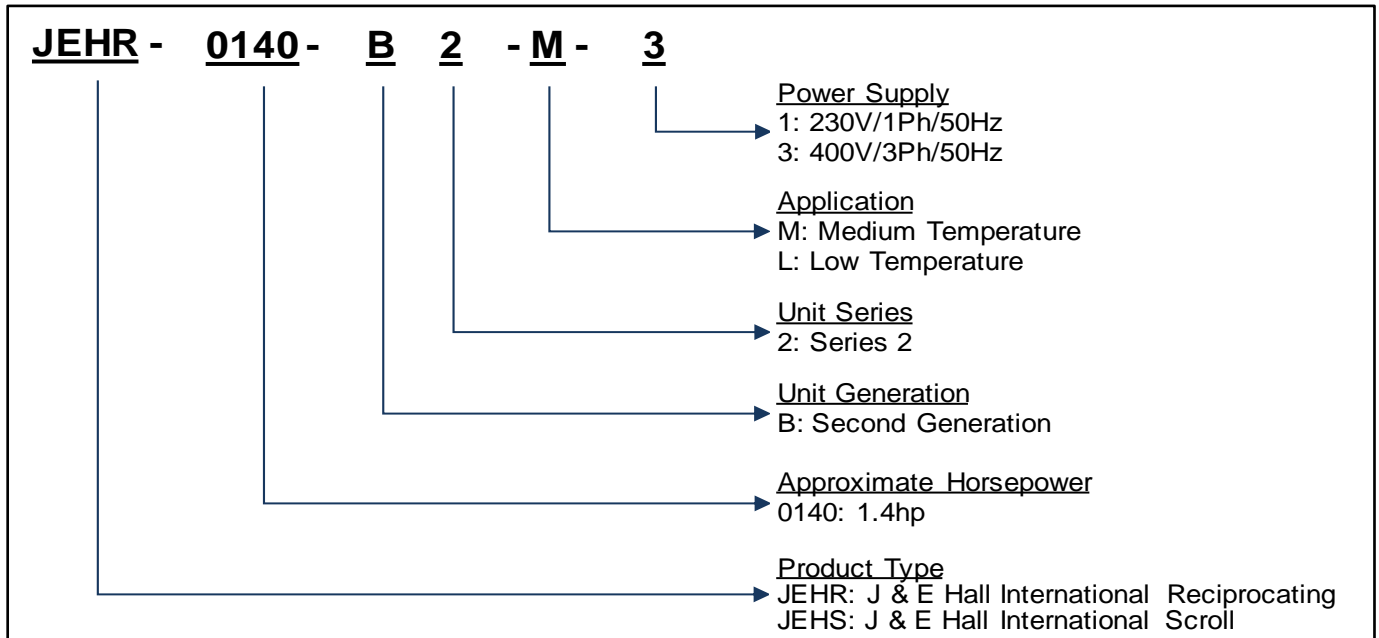 JEHR - 0140 - B 2 - M - 3
Power Supply
1: 230V/1Ph/50Hz
3: 400V/3Ph/50Hz
Application
M: Medium Temperature
L: Low Temperature
Unit Series
2: Series 2
Unit Generation
B: Second Generation
Approximate Horsepower
0140: 1.4hp
Product Type
JEHR: J & E Hall International Reciprocating
JEHS: J & E Hall International Scroll